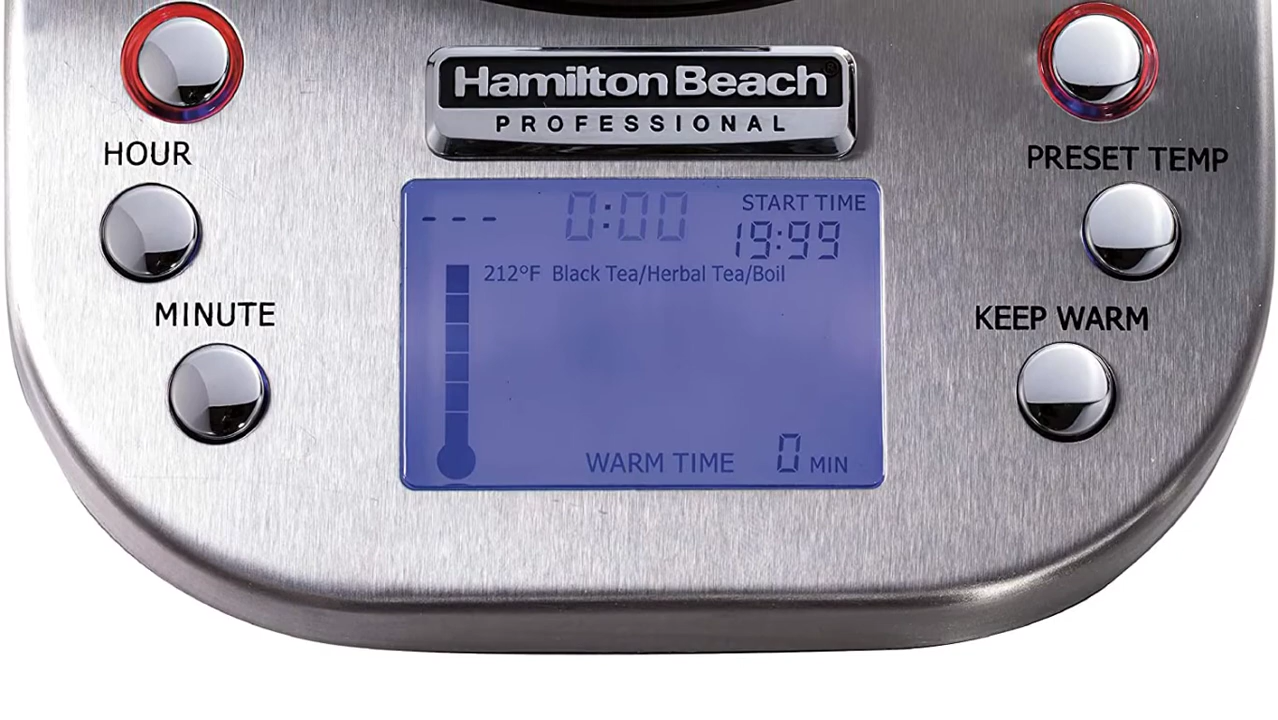 Hamilton Beach®
PROFESSIONAL
HOUR
PRESET TEMP
--- 0:00 START TIME
19:99
212°F Black Tea/Herbal Tea/Boil
MINUTE
KEEP WARM
WARM TIME 0 MIN